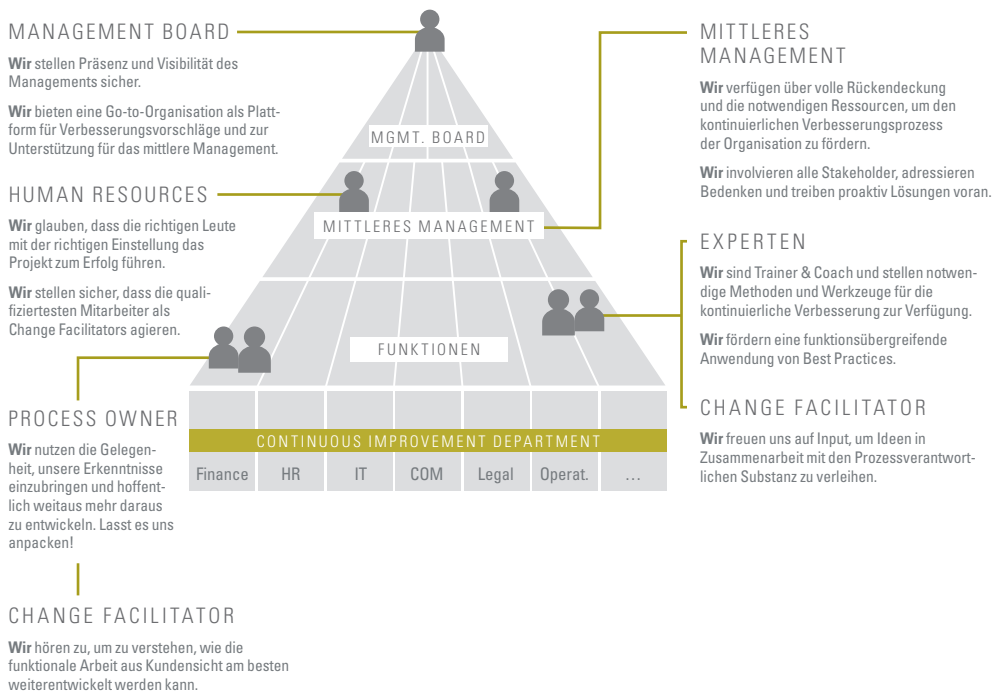 MANAGEMENT BOARD
Wir stellen Präsenz und Visibilität des
Managements sicher.
Wir bieten eine Go-to-Organisation als Platt-
form für Verbesserungsvorschläge und zur
Unterstützung für das mittlere Management.
HUMAN RESOURCES
Wir glauben, dass die richtigen Leute
mit der richtigen Einstellung das
Projekt zum Erfolg führen.
Wir stellen sicher, dass die quali-
fiziertesten Mitarbeiter als
Change Facilitators agieren.
PROCESS OWNER
Wir nutzen die Gelegen-
heit, unsere Erkenntnisse
einzubringen und hoffent-
lich weitaus mehr daraus
zu entwickeln. Lasst es uns
anpacken!
CHANGE FACILITATOR
Wir hören zu, um zu verstehen, wie die
funktionale Arbeit aus Kundensicht am besten
weiterentwickelt werden kann.
MGMT. BOARD
MITTLERES MANAGEMENT
FUNKTIONEN
CONTINUOUS IMPROVEMENT DEPARTMENT
Finance HR IT COM Legal Operat. ...
MITTLERES
MANAGEMENT
Wir verfügen über volle Rückendeckung
und die notwendigen Ressourcen, um den
kontinuierlichen Verbesserungsprozess
der Organisation zu fördern.
Wir involvieren alle Stakeholder, adressieren
Bedenken und treiben proaktiv Lösungen voran.
EXPERTEN
Wir sind Trainer & Coach und stellen notwen-
dige Methoden und Werkzeuge für die
kontinuierliche Verbesserung zur Verfügung.
Wir fördern eine funktionsübergreifende
Anwendung von Best Practices.
CHANGE FACILITATOR
Wir freuen uns auf Input, um Ideen in
Zusammenarbeit mit den Prozessverantwort-
lichen Substanz zu verleihen.